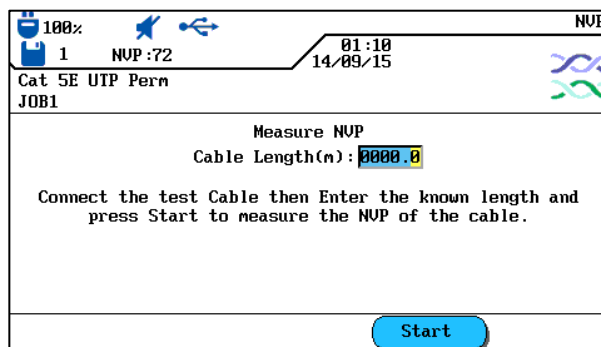 100%
NVP
1 NVP:72
01:10
14/09/15
Cat 5E UTP Perm
JOB1
Measure NVP
Cable Length(m):0000.0
Connect the test Cable then Enter the known length and
press Start to measure the NVP of the cable.
Start